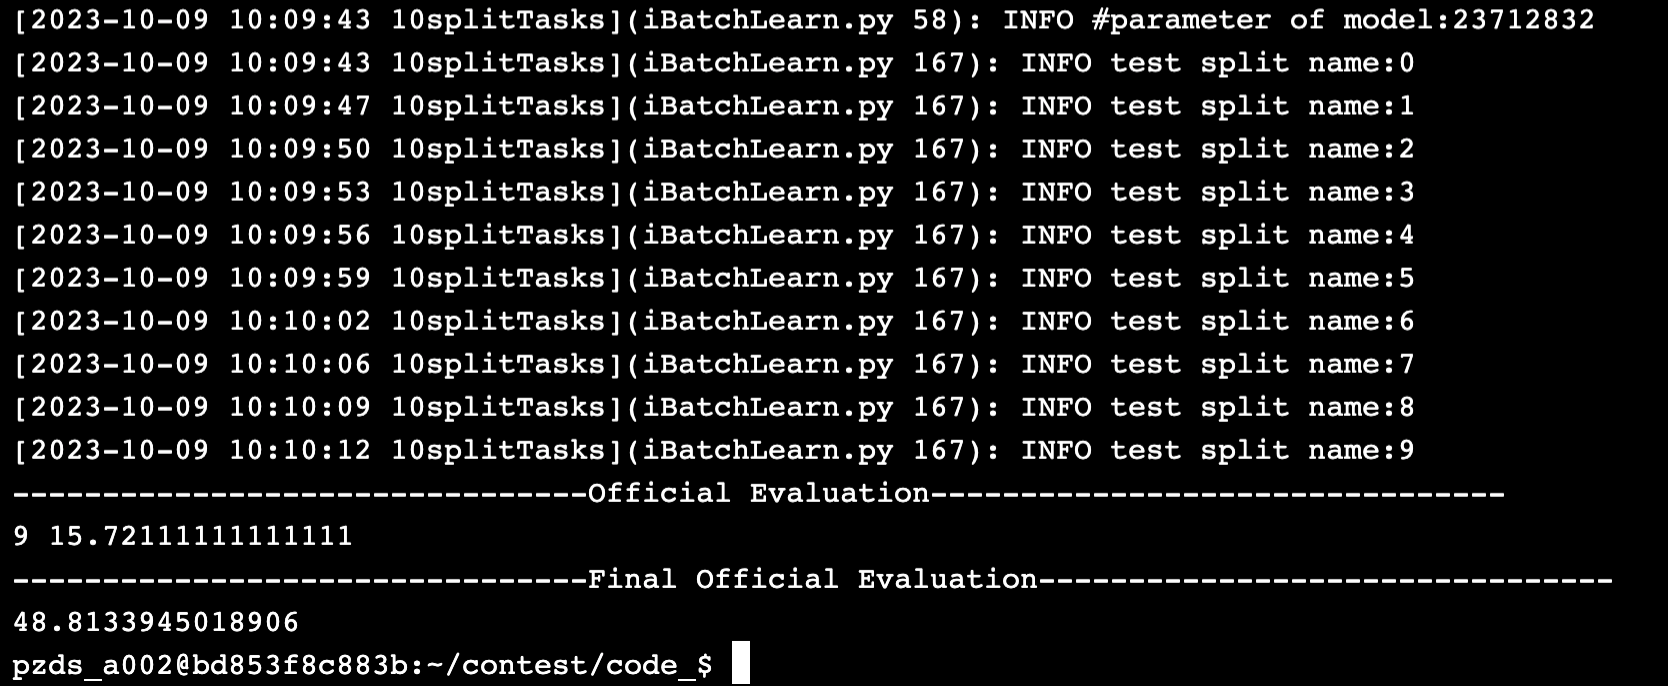 [2023-10-09 10:09:43 10splitTasks](iBatchLearn.py 58): INFO #parameter of model:23712832
[2023-10-09 10:09:43 10splitTasks](iBatchLearn.py 167): INFO test split name:0
[2023-10-09 10:09:47 10splitTasks](iBatchLearn.py 167): INFO test split name:1
[2023-10-09 10:09:50 10splitTasks](iBatchLearn.py 167): INFO test split name:2
[2023-10-09 10:09:53 10splitTasks](iBatchLearn.py 167): INFO test split name:3
[2023-10-09 10:09:56 10splitTasks](iBatchLearn.py 167): INFO test split name:4
[2023-10-09 10:09:59 10splitTasks](iBatchLearn.py 167): INFO test split name:5
[2023-10-09 10:10:02 10splitTasks](iBatchLearn.py 167): INFO test split name:6
[2023-10-09 10:10:06 10splitTasks](iBatchLearn.py 167): INFO test split name:7
[2023-10-09 10:10:09 10splitTasks](iBatchLearn.py 167): INFO test split name:8
[2023-10-09 10:10:12 10splitTasks](iBatchLearn.py 167): INFO test split name:9
--------------------------------Official Evaluation--------------------------------
9 15.72111111111111
--------------------------------Final Official Evaluation--------------------------------
48.8133945018906
pzds_a002@bd853f8c883b:~/contest/code_$